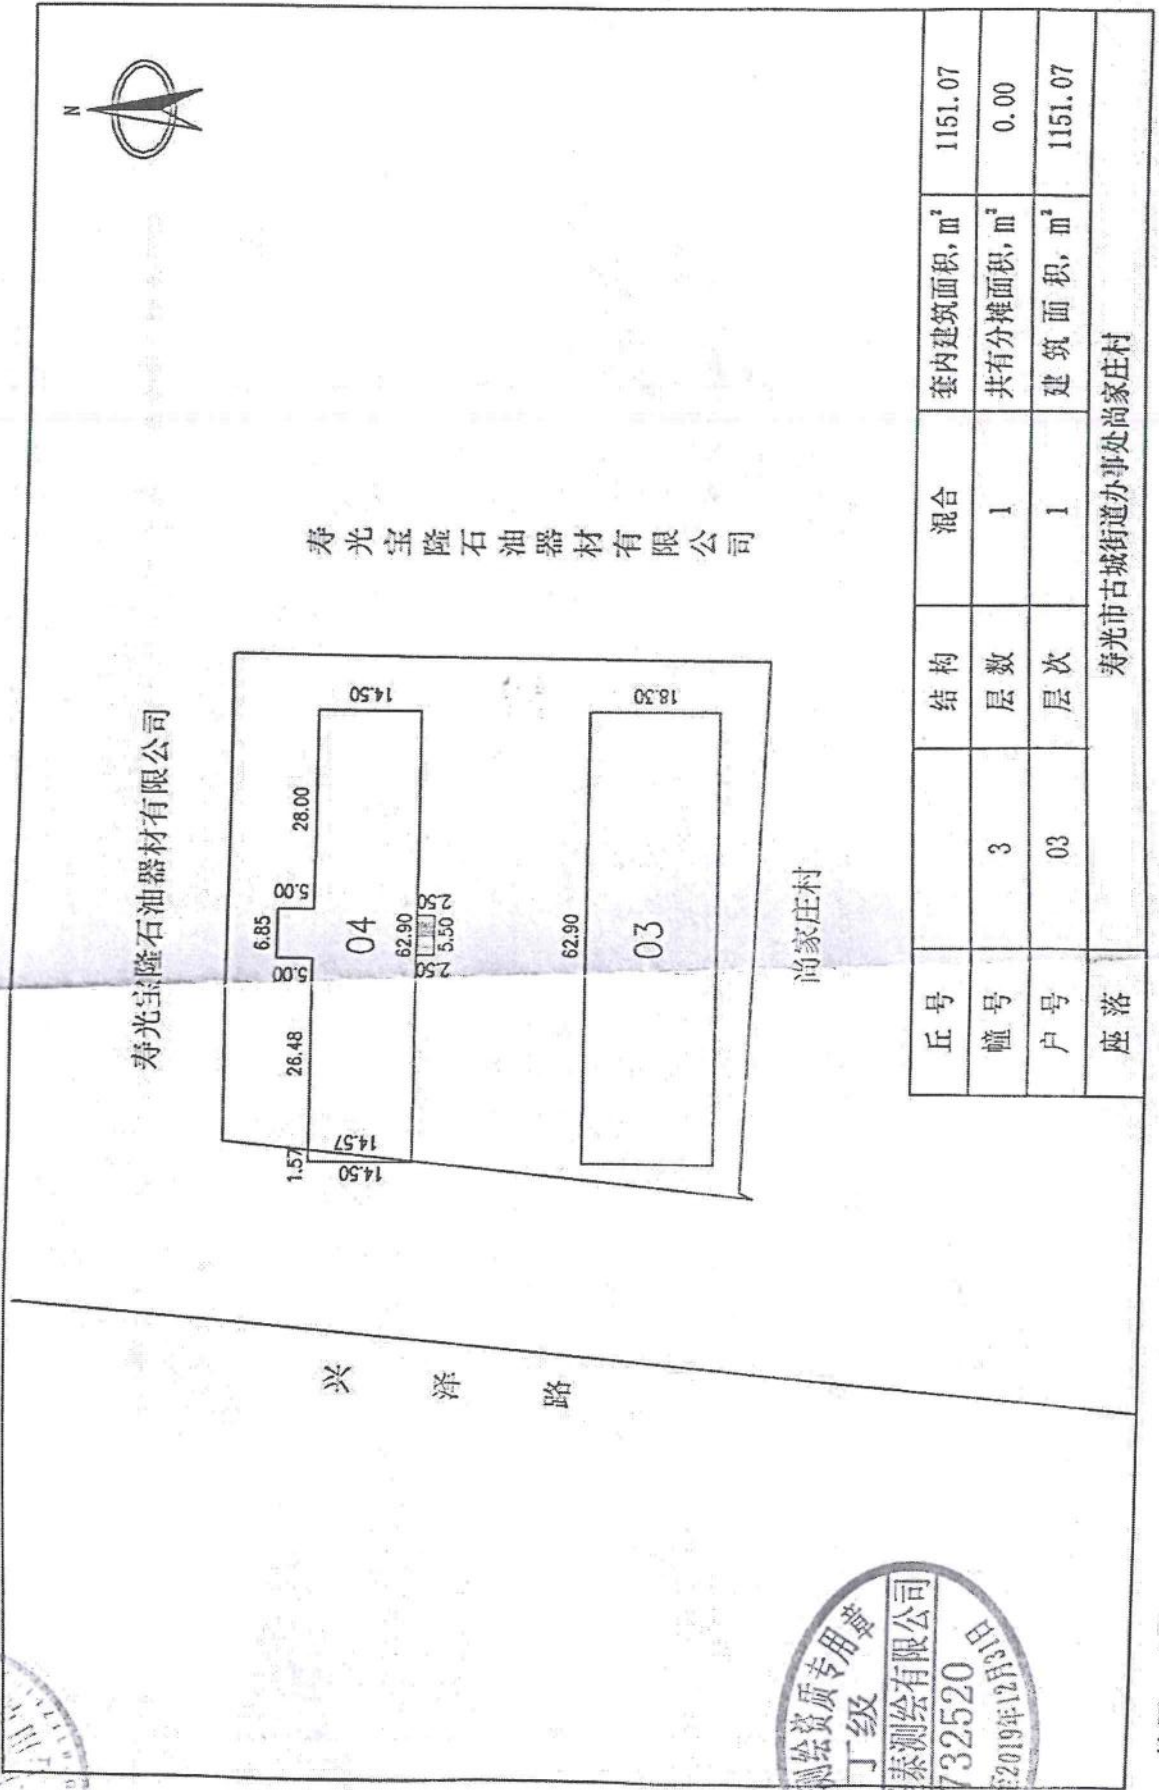 N
寿光宝隆石油器材有限公司
寿光宝隆石油器材有限公司
6.85
5.00
5.00
26.48
28.00
1.57
14.57
14.50
14.50
04
62.90
2.50
2.50
5.50
62.90
18.30
03
兴泽路
尚家庄村
丘号 结构 混合 套内建筑面积,m² 1151.07
幢号 3 层数 1 共有分摊面积,m² 0.00
户号 03 层次 1 建筑面积,m² 1151.07
座落 寿光市古城街道办事处尚家庄村
测绘资质专用章
丁级
泰测绘有限公司
732520
2019年12月31日